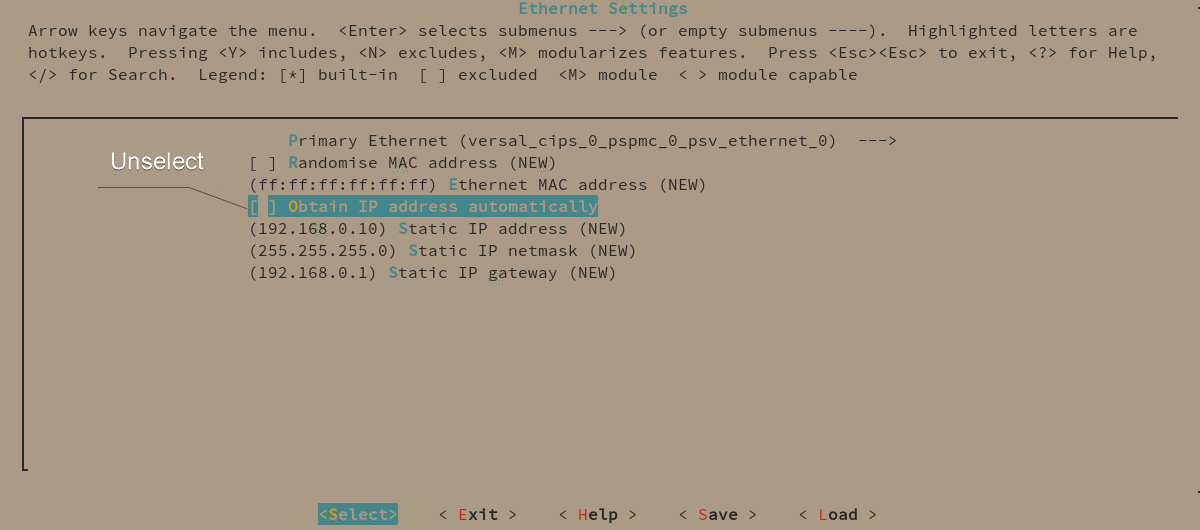 Ethernet Settings
Arrow keys navigate the menu.  <Enter> selects submenus ---> (or empty submenus ----).  Highlighted letters are
hotkeys.  Pressing <Y> includes, <N> excludes, <M> modularizes features.  Press <Esc><Esc> to exit, <?> for Help,
</> for Search.  Legend: [*] built-in  [ ] excluded  <M> module  < > module capable
Primary Ethernet (versal_cips_0_pspmc_0_psv_ethernet_0)  --->
Unselect
[ ] Randomise MAC address (NEW)
(ff:ff:ff:ff:ff:ff) Ethernet MAC address (NEW)
[ ] Obtain IP address automatically
(192.168.0.10) Static IP address (NEW)
(255.255.255.0) Static IP netmask (NEW)
(192.168.0.1) Static IP gateway (NEW)
<Select>    < Exit >    < Help >    < Save >    < Load >